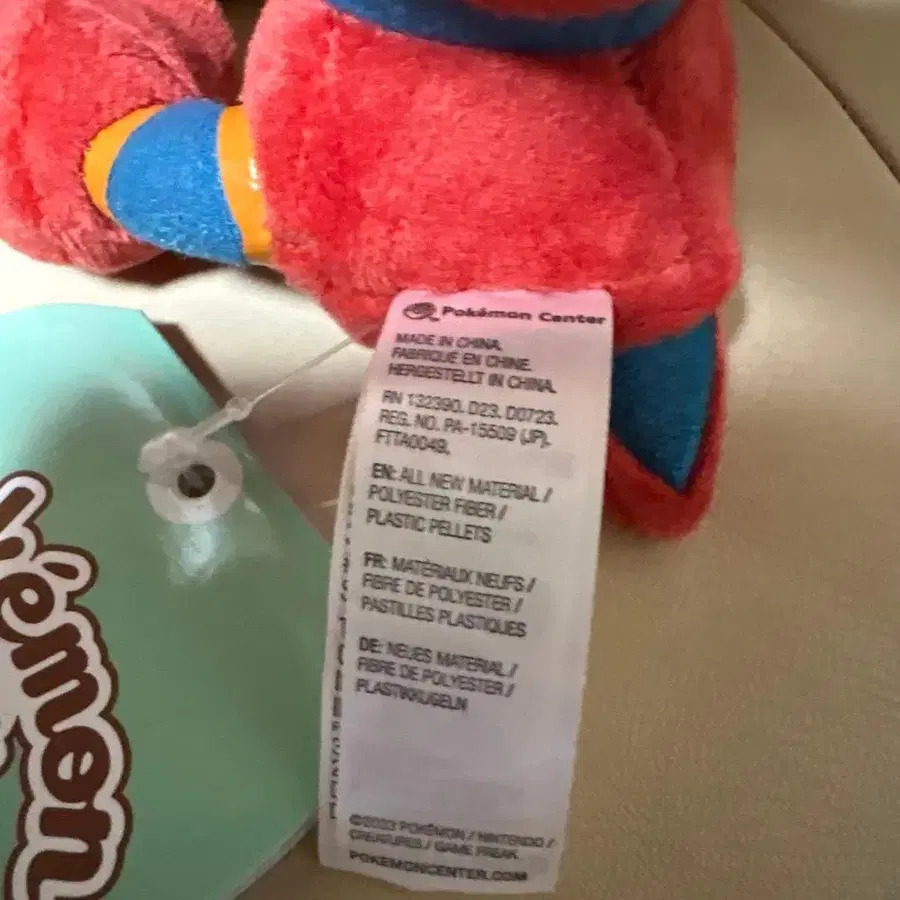 Pokémon Center
MADE IN CHINA.
FABRIQUÉ EN CHINE.
HERGESTELLT IN CHINA.
RN 132390. D23. D0723.
REG. NO. PA-15509 (JP).
FTTA0049.
EN: ALL NEW MATERIAL /
POLYESTER FIBER /
PLASTIC PELLETS
FR: MATÉRIAUX NEUFS /
FIBRE DE POLYESTER /
PASTILLES PLASTIQUES
DE: NEUES MATERIAL /
FIBRE DE POLYESTER /
PLASTIKKUGELN
©2023 POKÉMON / NINTENDO /
CREATURES / GAME FREAK.
POKEMONCENTER.COM
kémon